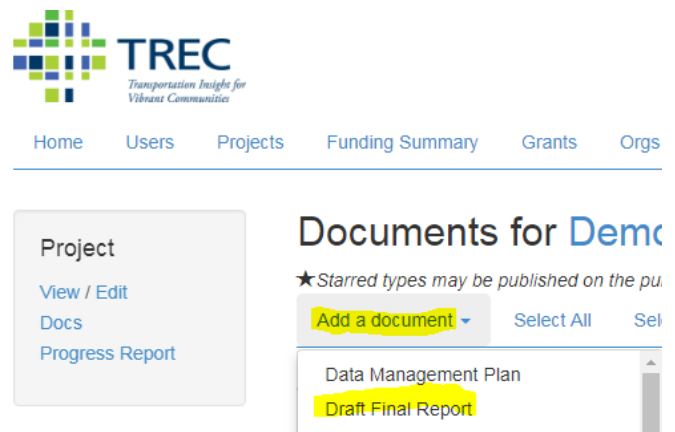 TREC
Transportation Insight for
Vibrant Communities
Home Users Projects Funding Summary Grants Orgs
Project
View / Edit
Docs
Progress Report
Documents for Demo
★Starred types may be published on the pu
Add a document Select All Sel
Data Management Plan
Draft Final Report